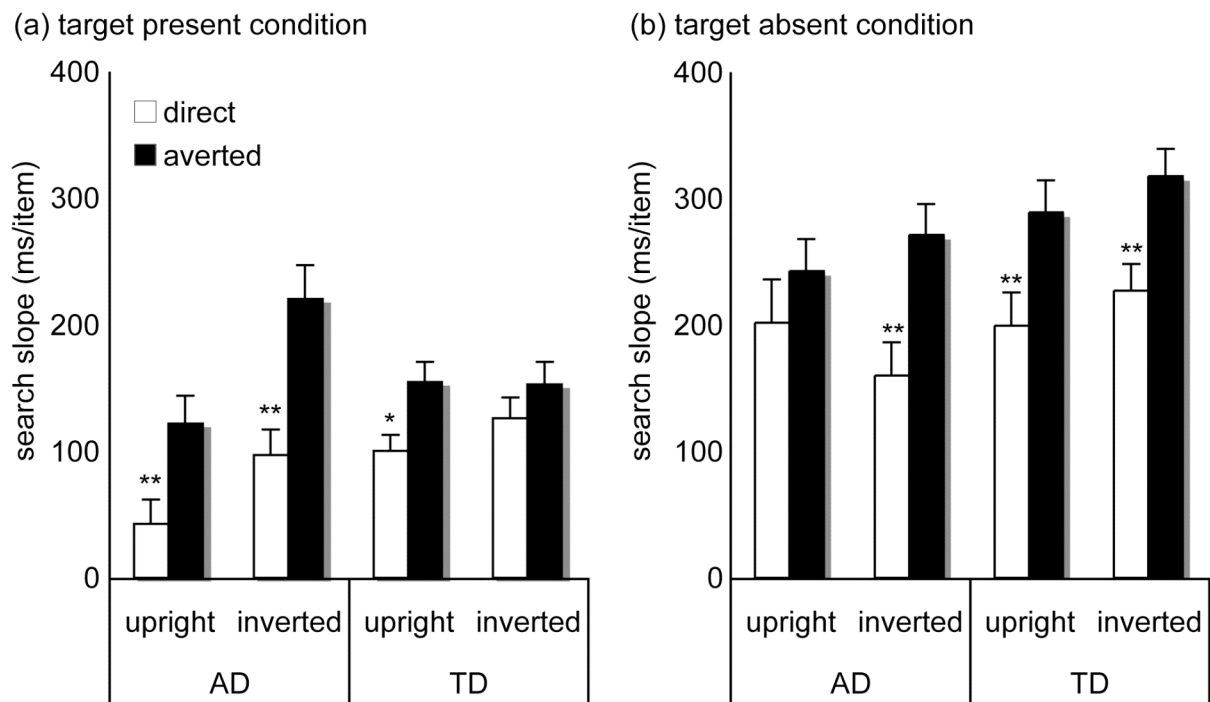 (a) target present condition
400
300
200
100
0
search slope (ms/item)
direct
averted
**
**
*
upright
inverted
upright
inverted
AD
TD
(b) target absent condition
400
300
200
100
0
search slope (ms/item)
**
**
**
upright
inverted
upright
inverted
AD
TD